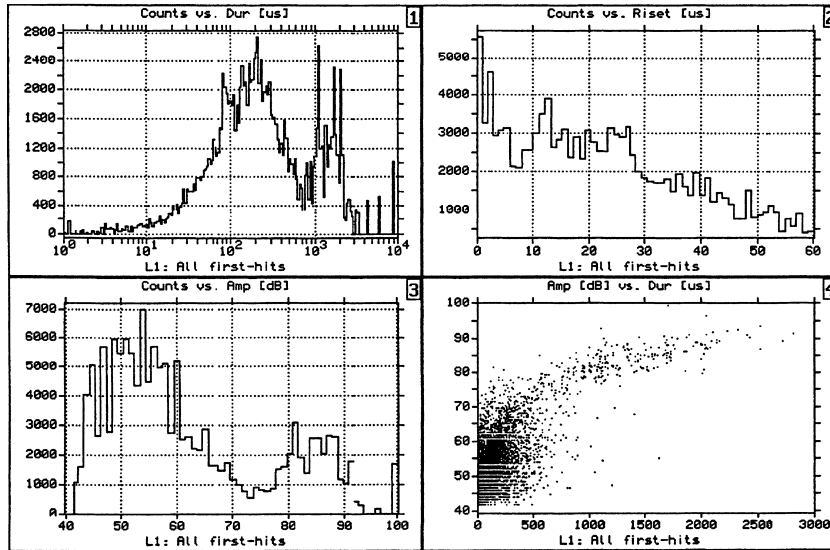 Counts vs. Dur [us]
1
2800
2400
2000
1600
1200
800
400
0
10^0 10^1 10^2 10^3 10^4
L1: All first-hits
Counts vs. Riset [us]
2
5000
4000
3000
2000
1000
0 10 20 30 40 50 60
L1: All first-hits
Counts vs. Amp [dB]
3
7000
6000
5000
4000
3000
2000
1000
0
40 50 60 70 80 90 100
L1: All first-hits
Amp [dB] vs. Dur [us]
4
100
90
80
70
60
50
40
0 500 1000 1500 2000 2500 3000
L1: All first-hits